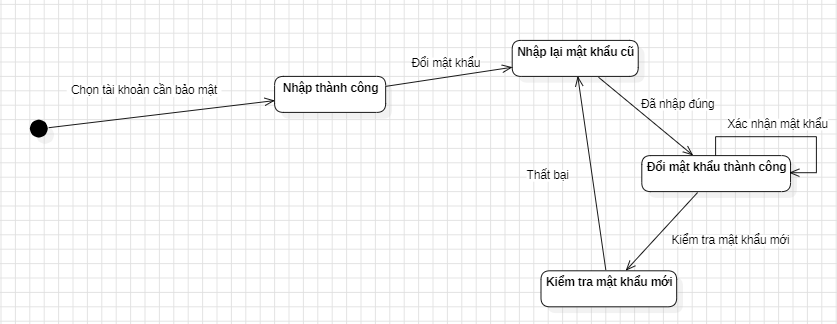 Nhập lại mật khẩu cũ
Đổi mật khẩu
Chọn tài khoản cần bảo mật
Nhập thành công
Đã nhập đúng
Xác nhận mật khẩu
Đổi mật khẩu thành công
Thất bại
Kiểm tra mật khẩu mới
Kiểm tra mật khẩu mới